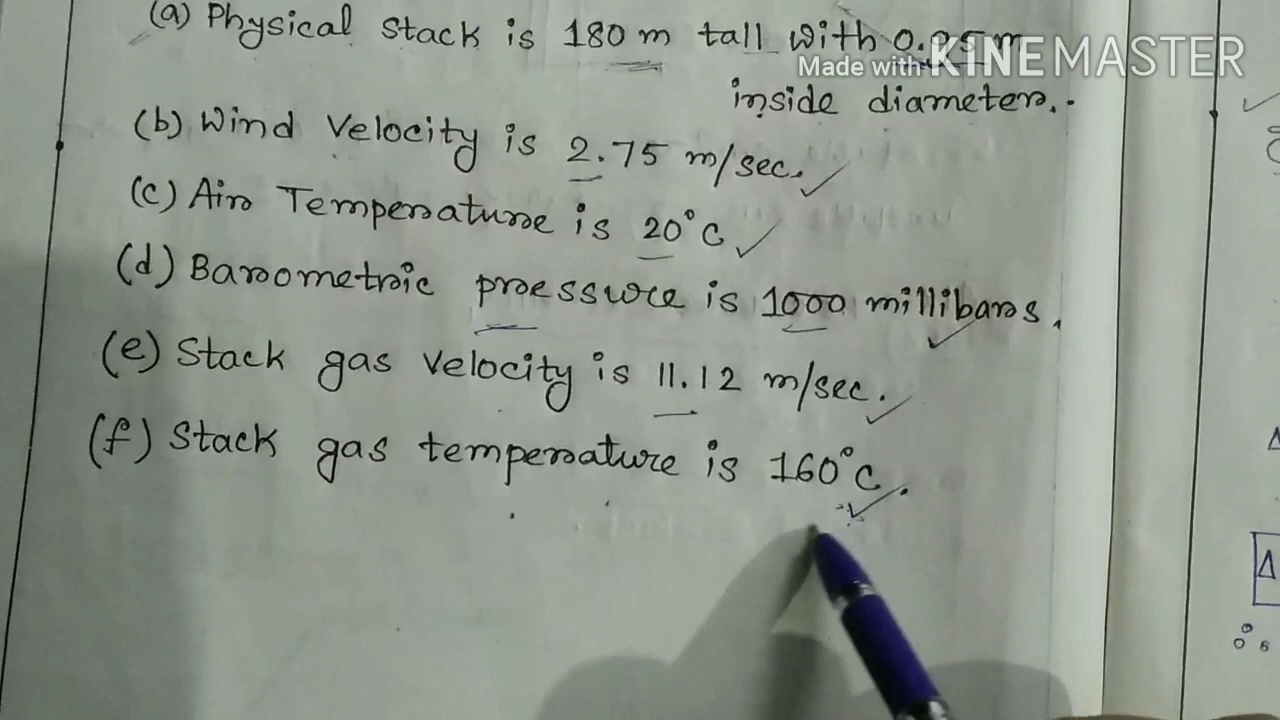 (a) Physical Stack is 180 m tall with 0.95 m
Made with KINEMASTER
inside diameter.
(b) Wind Velocity is 2.75 m/sec.
(c) Air Temperature is 20°C
(d) Barometric pressure is 1000 millibars.
(e) Stack gas Velocity is 11.12 m/sec.
(f) Stack gas temperature is 160°C.